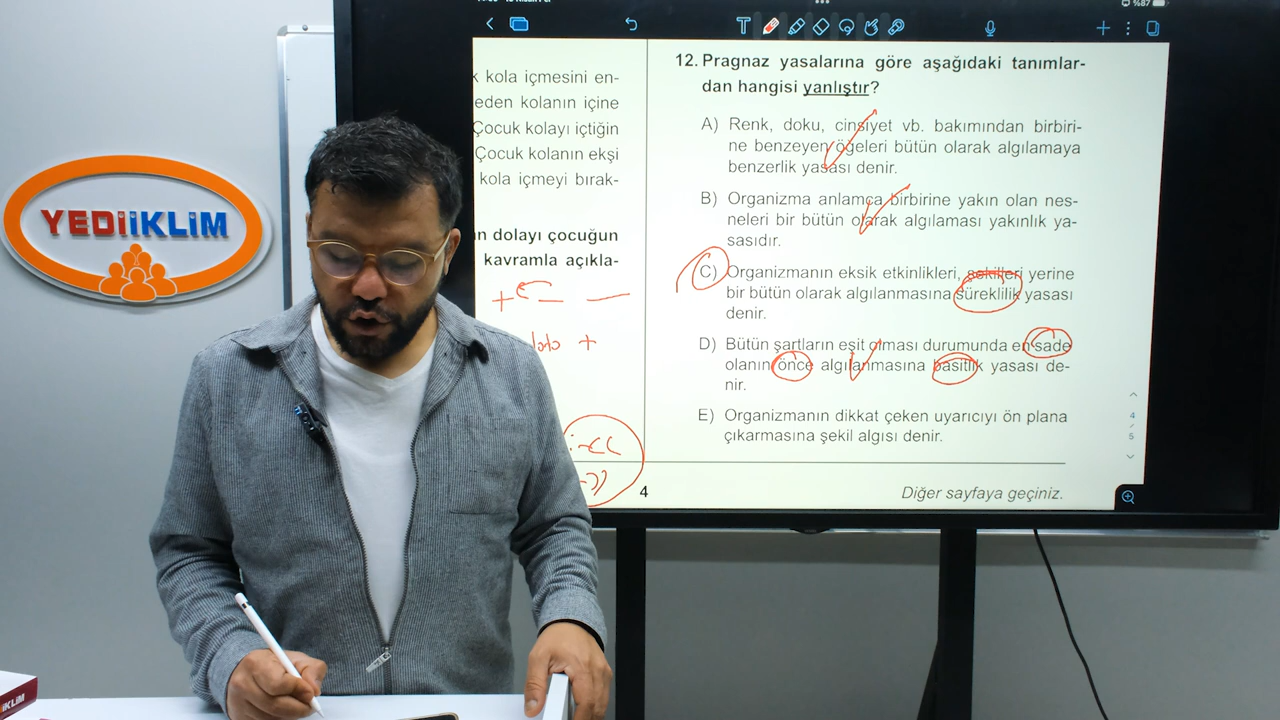 %87
YEDİİKLİM
k kola içmesini en-
eden kolanın içine
Çocuk kolayı içtiğin
Çocuk kolanın ekşi
kola içmeyi bırak-
n dolayı çocuğun
kavramla açıkla-
12. Pragnaz yasalarına göre aşağıdaki tanımlar-
dan hangisi yanlıştır?
A) Renk, doku, cinsiyet vb. bakımından birbiri-
ne benzeyen ögeleri bütün olarak algılamaya
benzerlik yasası denir.
B) Organizma anlamca birbirine yakın olan nes-
neleri bir bütün olarak algılaması yakınlık ya-
sasıdır.
C) Organizmanın eksik etkinlikleri, şekilleri yerine
bir bütün olarak algılanmasına süreklilik yasası
denir.
D) Bütün şartların eşit olması durumunda en sade
olanın önce algılanmasına basitlik yasası de-
nir.
E) Organizmanın dikkat çeken uyarıcıyı ön plana
çıkarmasına şekil algısı denir.
4
Diğer sayfaya geçiniz.
4
/
5
İKLİM